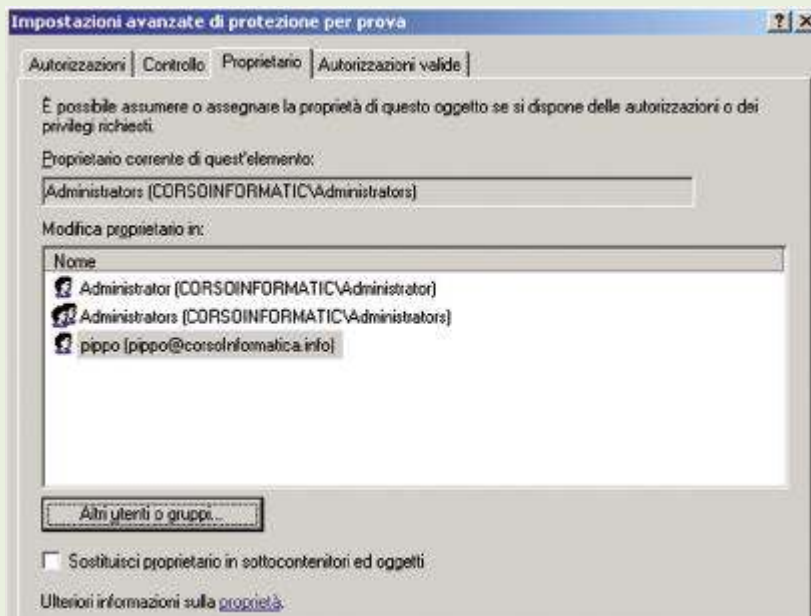 Impostazioni avanzate di protezione per prova
Autorizzazioni Controllo Proprietario Autorizzazioni valide
È possibile assumere o assegnare la proprietà di questo oggetto se si dispone delle autorizzazioni o dei
privilegi richiesti.
Proprietario corrente di quest'elemento:
Administrators (CORSOINFORMATIC\Administrators)
Modifica proprietario in:
Nome
Administrator (CORSOINFORMATIC\Administrator)
Administrators (CORSOINFORMATIC\Administrators)
pippo (pippo@corsoInformatica.info)
Altri utenti o gruppi...
Sostituisci proprietario in sottocontenitori ed oggetti
Ulteriori informazioni sulla proprietà.